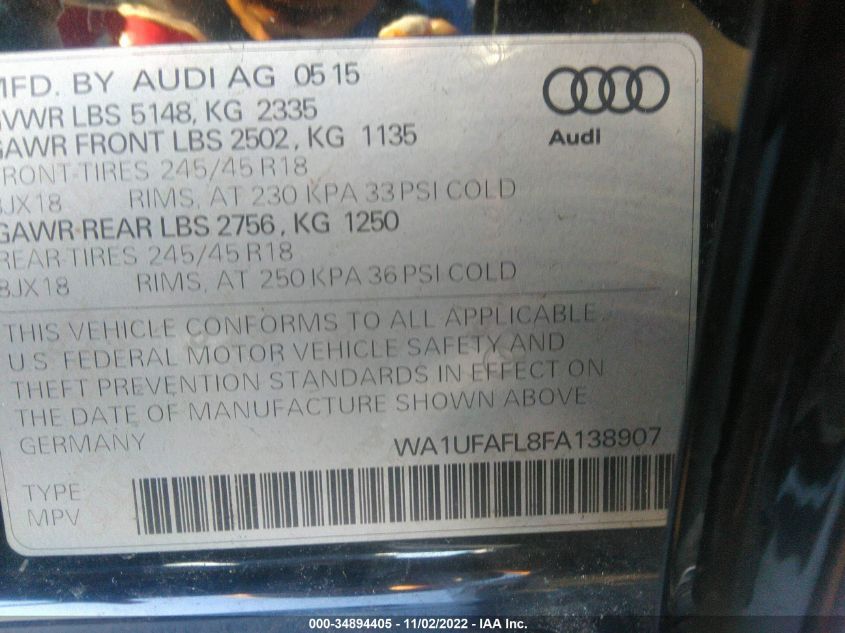 MFD. BY AUDI AG 05 15
GVWR LBS 5148, KG 2335
GAWR FRONT LBS 2502, KG 1135
FRONT-TIRES 245/45 R18
8JX18 RIMS, AT 230 KPA 33 PSI COLD
GAWR-REAR LBS 2756, KG 1250
REAR-TIRES 245/45 R18
8JX18 RIMS, AT 250 KPA 36 PSI COLD
Audi
THIS VEHICLE CONFORMS TO ALL APPLICABLE
U.S. FEDERAL MOTOR VEHICLE SAFETY AND
THEFT PREVENTION STANDARDS IN EFFECT ON
THE DATE OF MANUFACTURE SHOWN ABOVE
GERMANY WA1UFAFL8FA138907
TYPE
MPV
000-34894405 - 11/02/2022 - IAA Inc.